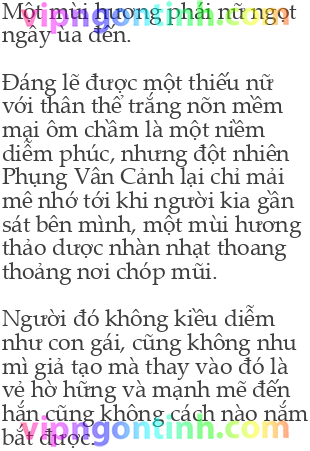 Một mùi hương phái nữ ngọt
ngây ùa đến.
Đáng lẽ được một thiếu nữ
với thân thể trắng nõn mềm
mại ôm chầm là một niềm
diễm phúc, nhưng đột nhiên
Phụng Vân Cảnh lại chỉ mải
mê nhớ tới khi người kia gần
sát bên mình, một mùi hương
thảo dược nhàn nhạt thoang
thoảng nơi chóp mũi.
Người đó không kiều diễm
như con gái, cũng không nhu
mì giả tạo mà thay vào đó là
vẻ hờ hững và mạnh mẽ đến
hắn cũng không cách nào nắm
bắt được.
vipngontinh.com
vipngontinh.com